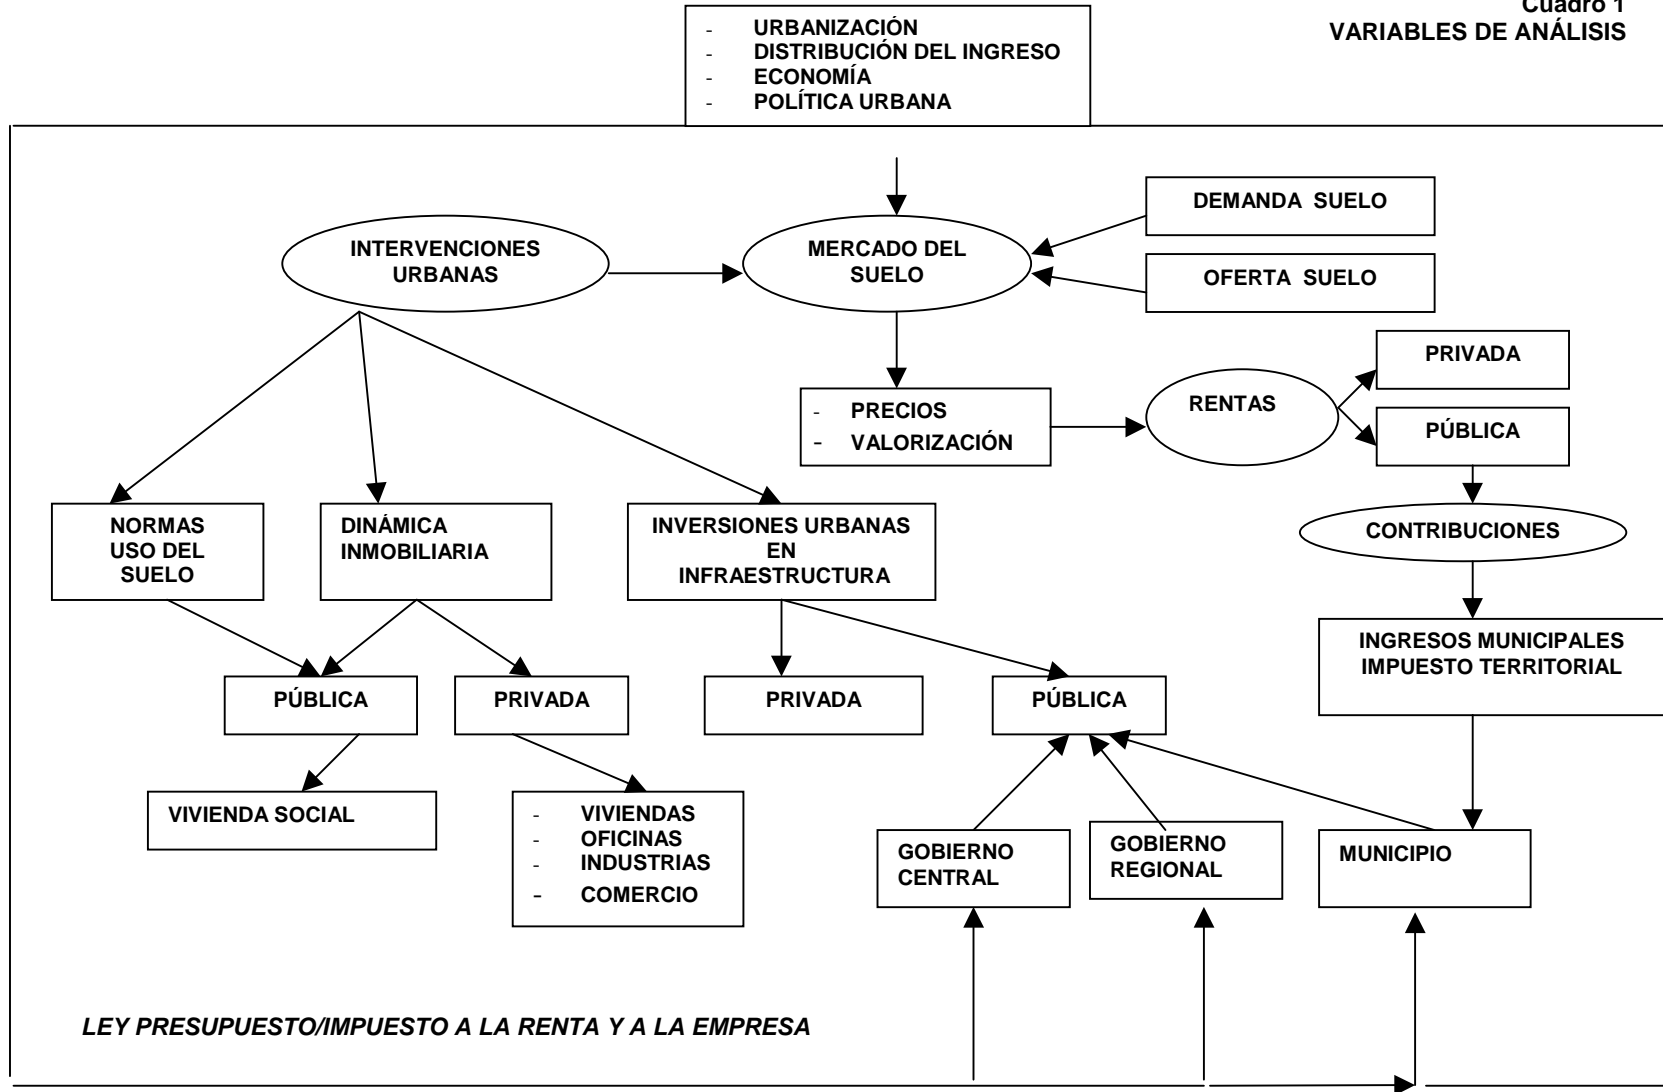 Cuadro 1
VARIABLES DE ANÁLISIS
- URBANIZACIÓN
- DISTRIBUCIÓN DEL INGRESO
- ECONOMÍA
- POLÍTICA URBANA
DEMANDA SUELO
INTERVENCIONES
URBANAS
MERCADO DEL
SUELO
OFERTA SUELO
PRIVADA
- PRECIOS
- VALORIZACIÓN
RENTAS
PÚBLICA
NORMAS
USO DEL
SUELO
DINÁMICA
INMOBILIARIA
INVERSIONES URBANAS
EN
INFRAESTRUCTURA
CONTRIBUCIONES
INGRESOS MUNICIPALES
IMPUESTO TERRITORIAL
PÚBLICA
PRIVADA
PRIVADA
PÚBLICA
VIVIENDA SOCIAL
- VIVIENDAS
- OFICINAS
- INDUSTRIAS
- COMERCIO
GOBIERNO
CENTRAL
GOBIERNO
REGIONAL
MUNICIPIO
LEY PRESUPUESTO/IMPUESTO A LA RENTA Y A LA EMPRESA